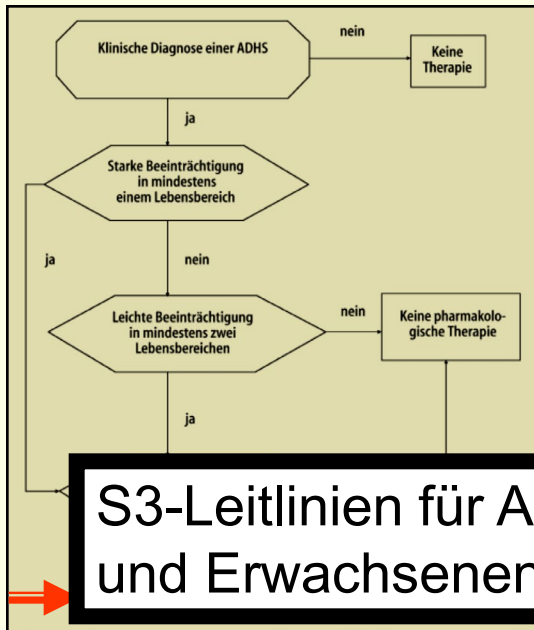 Klinische Diagnose einer ADHS
nein
Keine
Therapie
ja
Starke Beeinträchtigung
in mindestens
einem Lebensbereich
ja
nein
Leichte Beeinträchtigung
in mindestens zwei
Lebensbereichen
nein
Keine pharmakolo-
gische Therapie
ja
S3-Leitlinien für A
und Erwachsenen